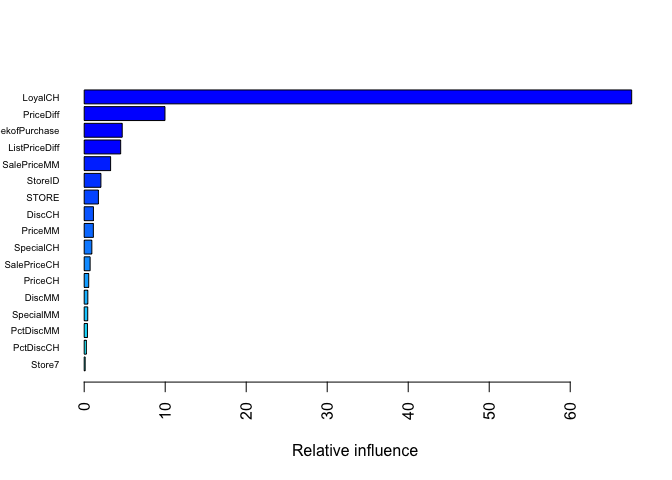 LoyalCH
PriceDiff
ekofPurchase
ListPriceDiff
SalePriceMM
StoreID
STORE
DiscCH
PriceMM
SpecialCH
SalePriceCH
PriceCH
DiscMM
SpecialMM
PctDiscMM
PctDiscCH
Store7
0 10 20 30 40 50 60
Relative influence